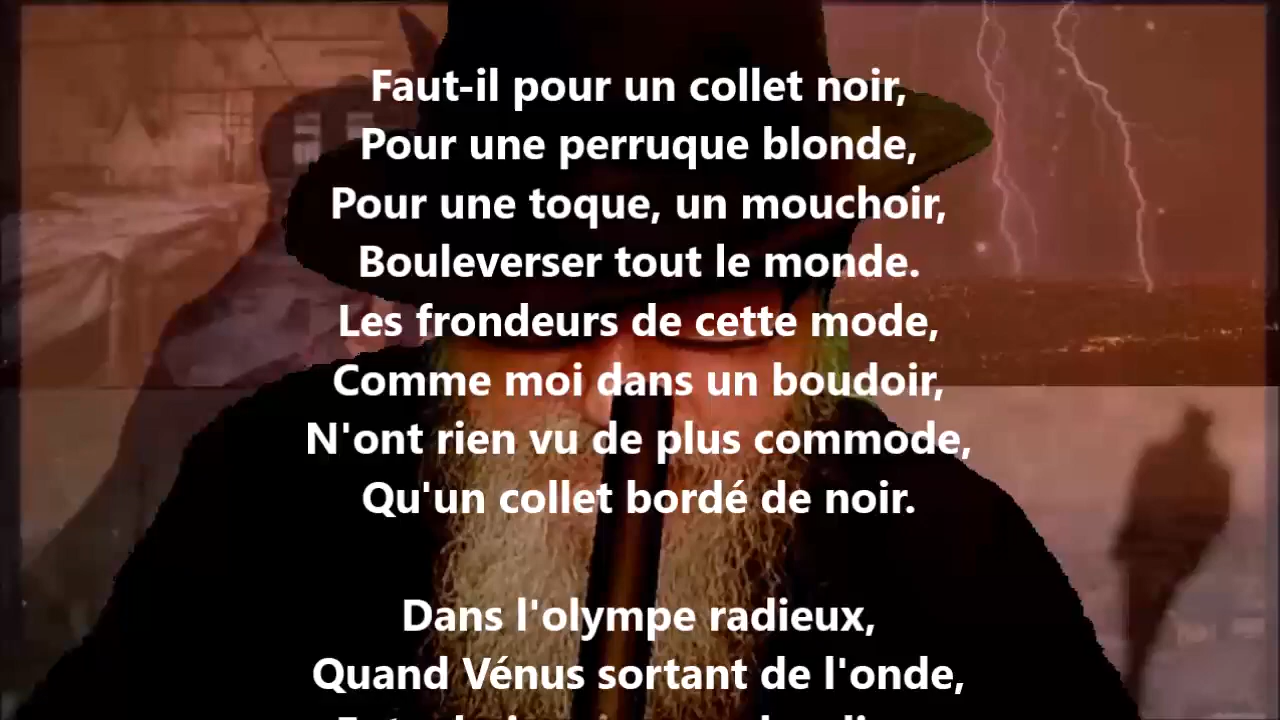 Faut-il pour un collet noir,
Pour une perruque blonde,
Pour une toque, un mouchoir,
Bouleverser tout le monde.
Les frondeurs de cette mode,
Comme moi dans un boudoir,
N'ont rien vu de plus commode,
Qu'un collet bordé de noir.
Dans l'olympe radieux,
Quand Vénus sortant de l'onde,